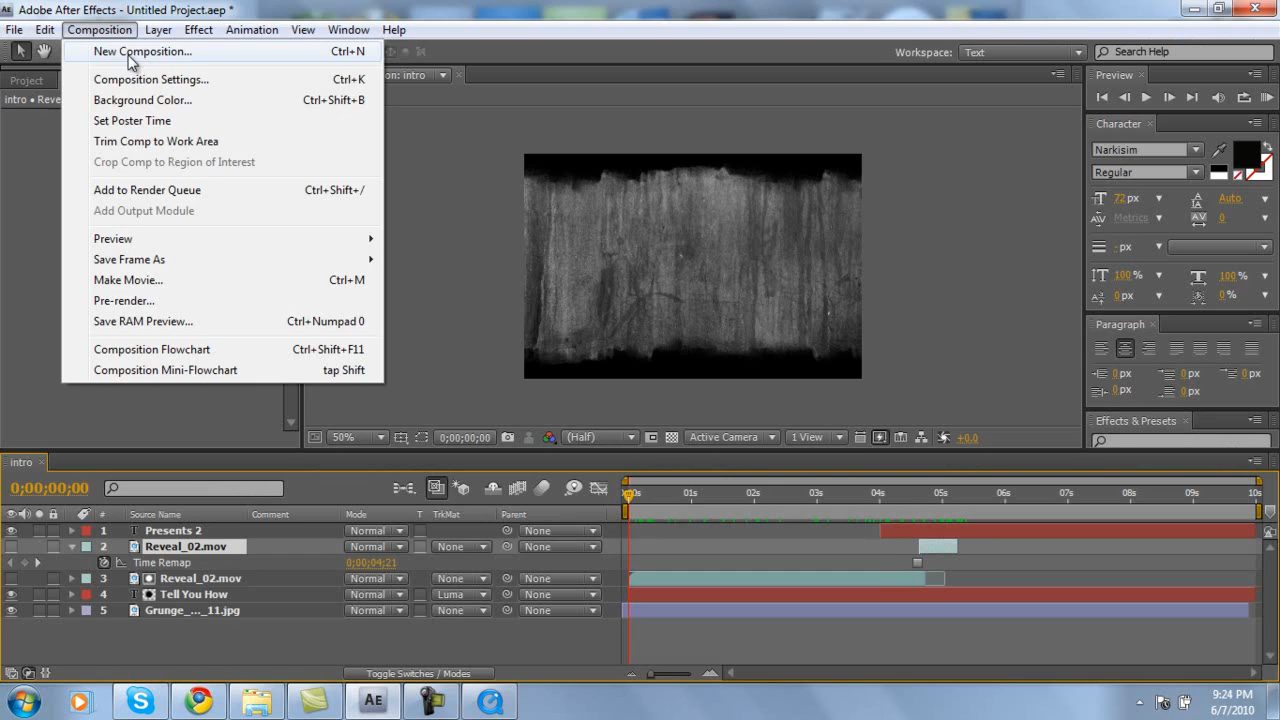 Adobe After Effects - Untitled Project.aep *
File Edit Composition Layer Effect Animation View Window Help
New Composition... Ctrl+N
Composition Settings... Ctrl+K
Background Color... Ctrl+Shift+B
Set Poster Time
Trim Comp to Work Area
Crop Comp to Region of Interest
Add to Render Queue Ctrl+Shift+/
Add Output Module
Preview
Save Frame As
Make Movie... Ctrl+M
Pre-render...
Save RAM Preview... Ctrl+Numpad 0
Composition Flowchart Ctrl+Shift+F11
Composition Mini-Flowchart tap Shift
Workspace: Text Search Help
Project
on: intro
intro • Reve
Preview
Character
Narkisim
Regular
72 px Auto
Metrics 0
- px
100 % 100 %
0 px 0 %
Paragraph
0 px 0 px 0 px
0 px 0 px
Effects & Presets
50% 0;00;00;00 (Half) Active Camera 1 View +0.0
intro
0;00;00;00
01s 02s 03s 04s 05s 06s 07s 08s 09s 10s
# Source Name Comment Mode T TrkMat Parent
1 T Presents 2 Normal None
2 Reveal_02.mov Normal None None
Time Remap 0;00;04;21
3 Reveal_02.mov Normal None None
4 T Tell You How Normal Luma None
5 Grunge_..._11.jpg Normal None None
Toggle Switches / Modes
AE
9:24 PM
6/7/2010